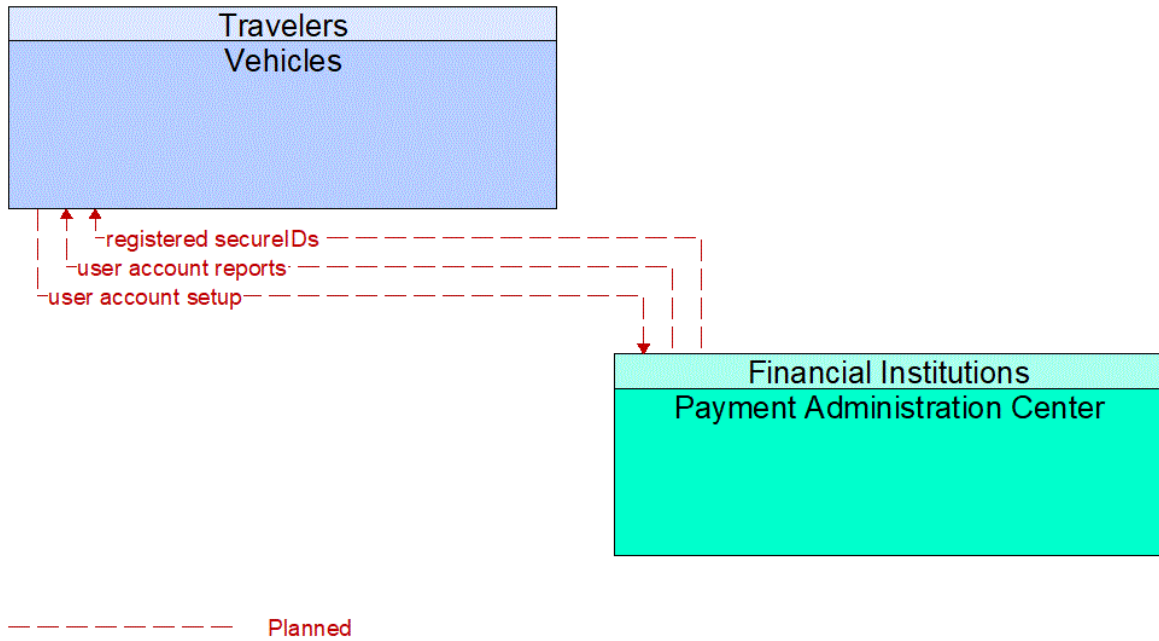 Travelers
Vehicles
registered secureIDs
user account reports
user account setup
Financial Institutions
Payment Administration Center
Planned